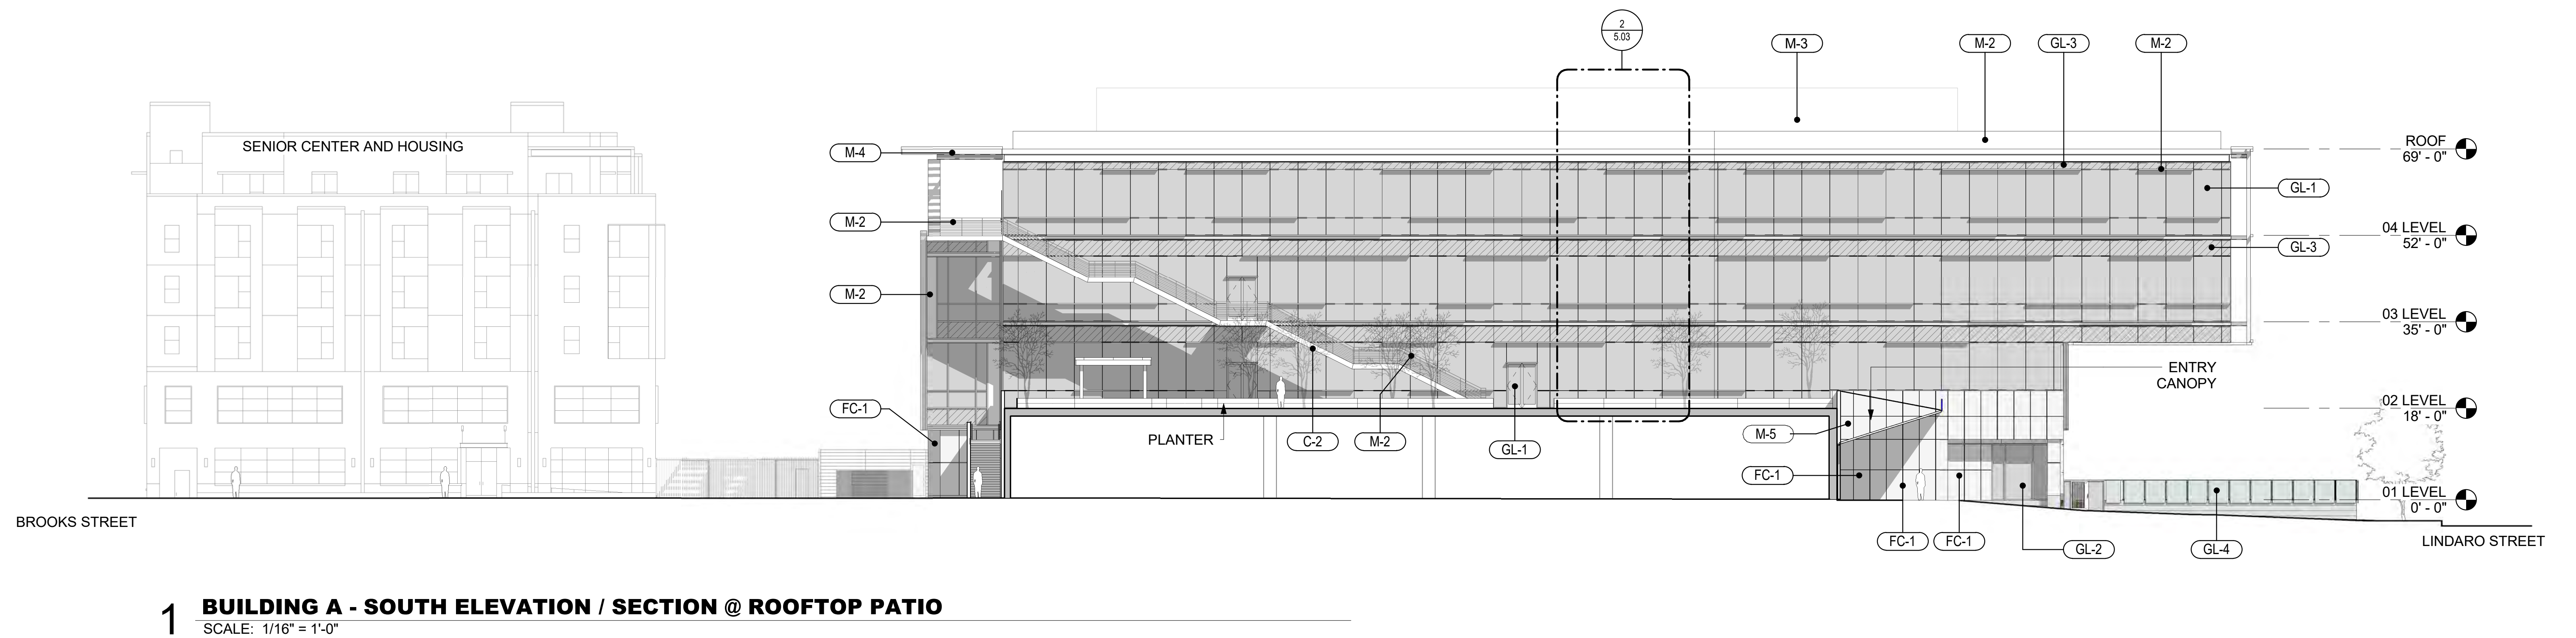 2
5.03
M-3
M-2
GL-3
M-2
SENIOR CENTER AND HOUSING
M-4
ROOF
69' - 0"
GL-1
M-2
04 LEVEL
52' - 0"
GL-3
M-2
03 LEVEL
35' - 0"
ENTRY
CANOPY
FC-1
02 LEVEL
18' - 0"
PLANTER
C-2
M-2
GL-1
M-5
FC-1
01 LEVEL
0' - 0"
BROOKS STREET
FC-1
FC-1
GL-2
GL-4
LINDARO STREET
1
BUILDING A - SOUTH ELEVATION / SECTION @ ROOFTOP PATIO
SCALE: 1/16" = 1'-0"